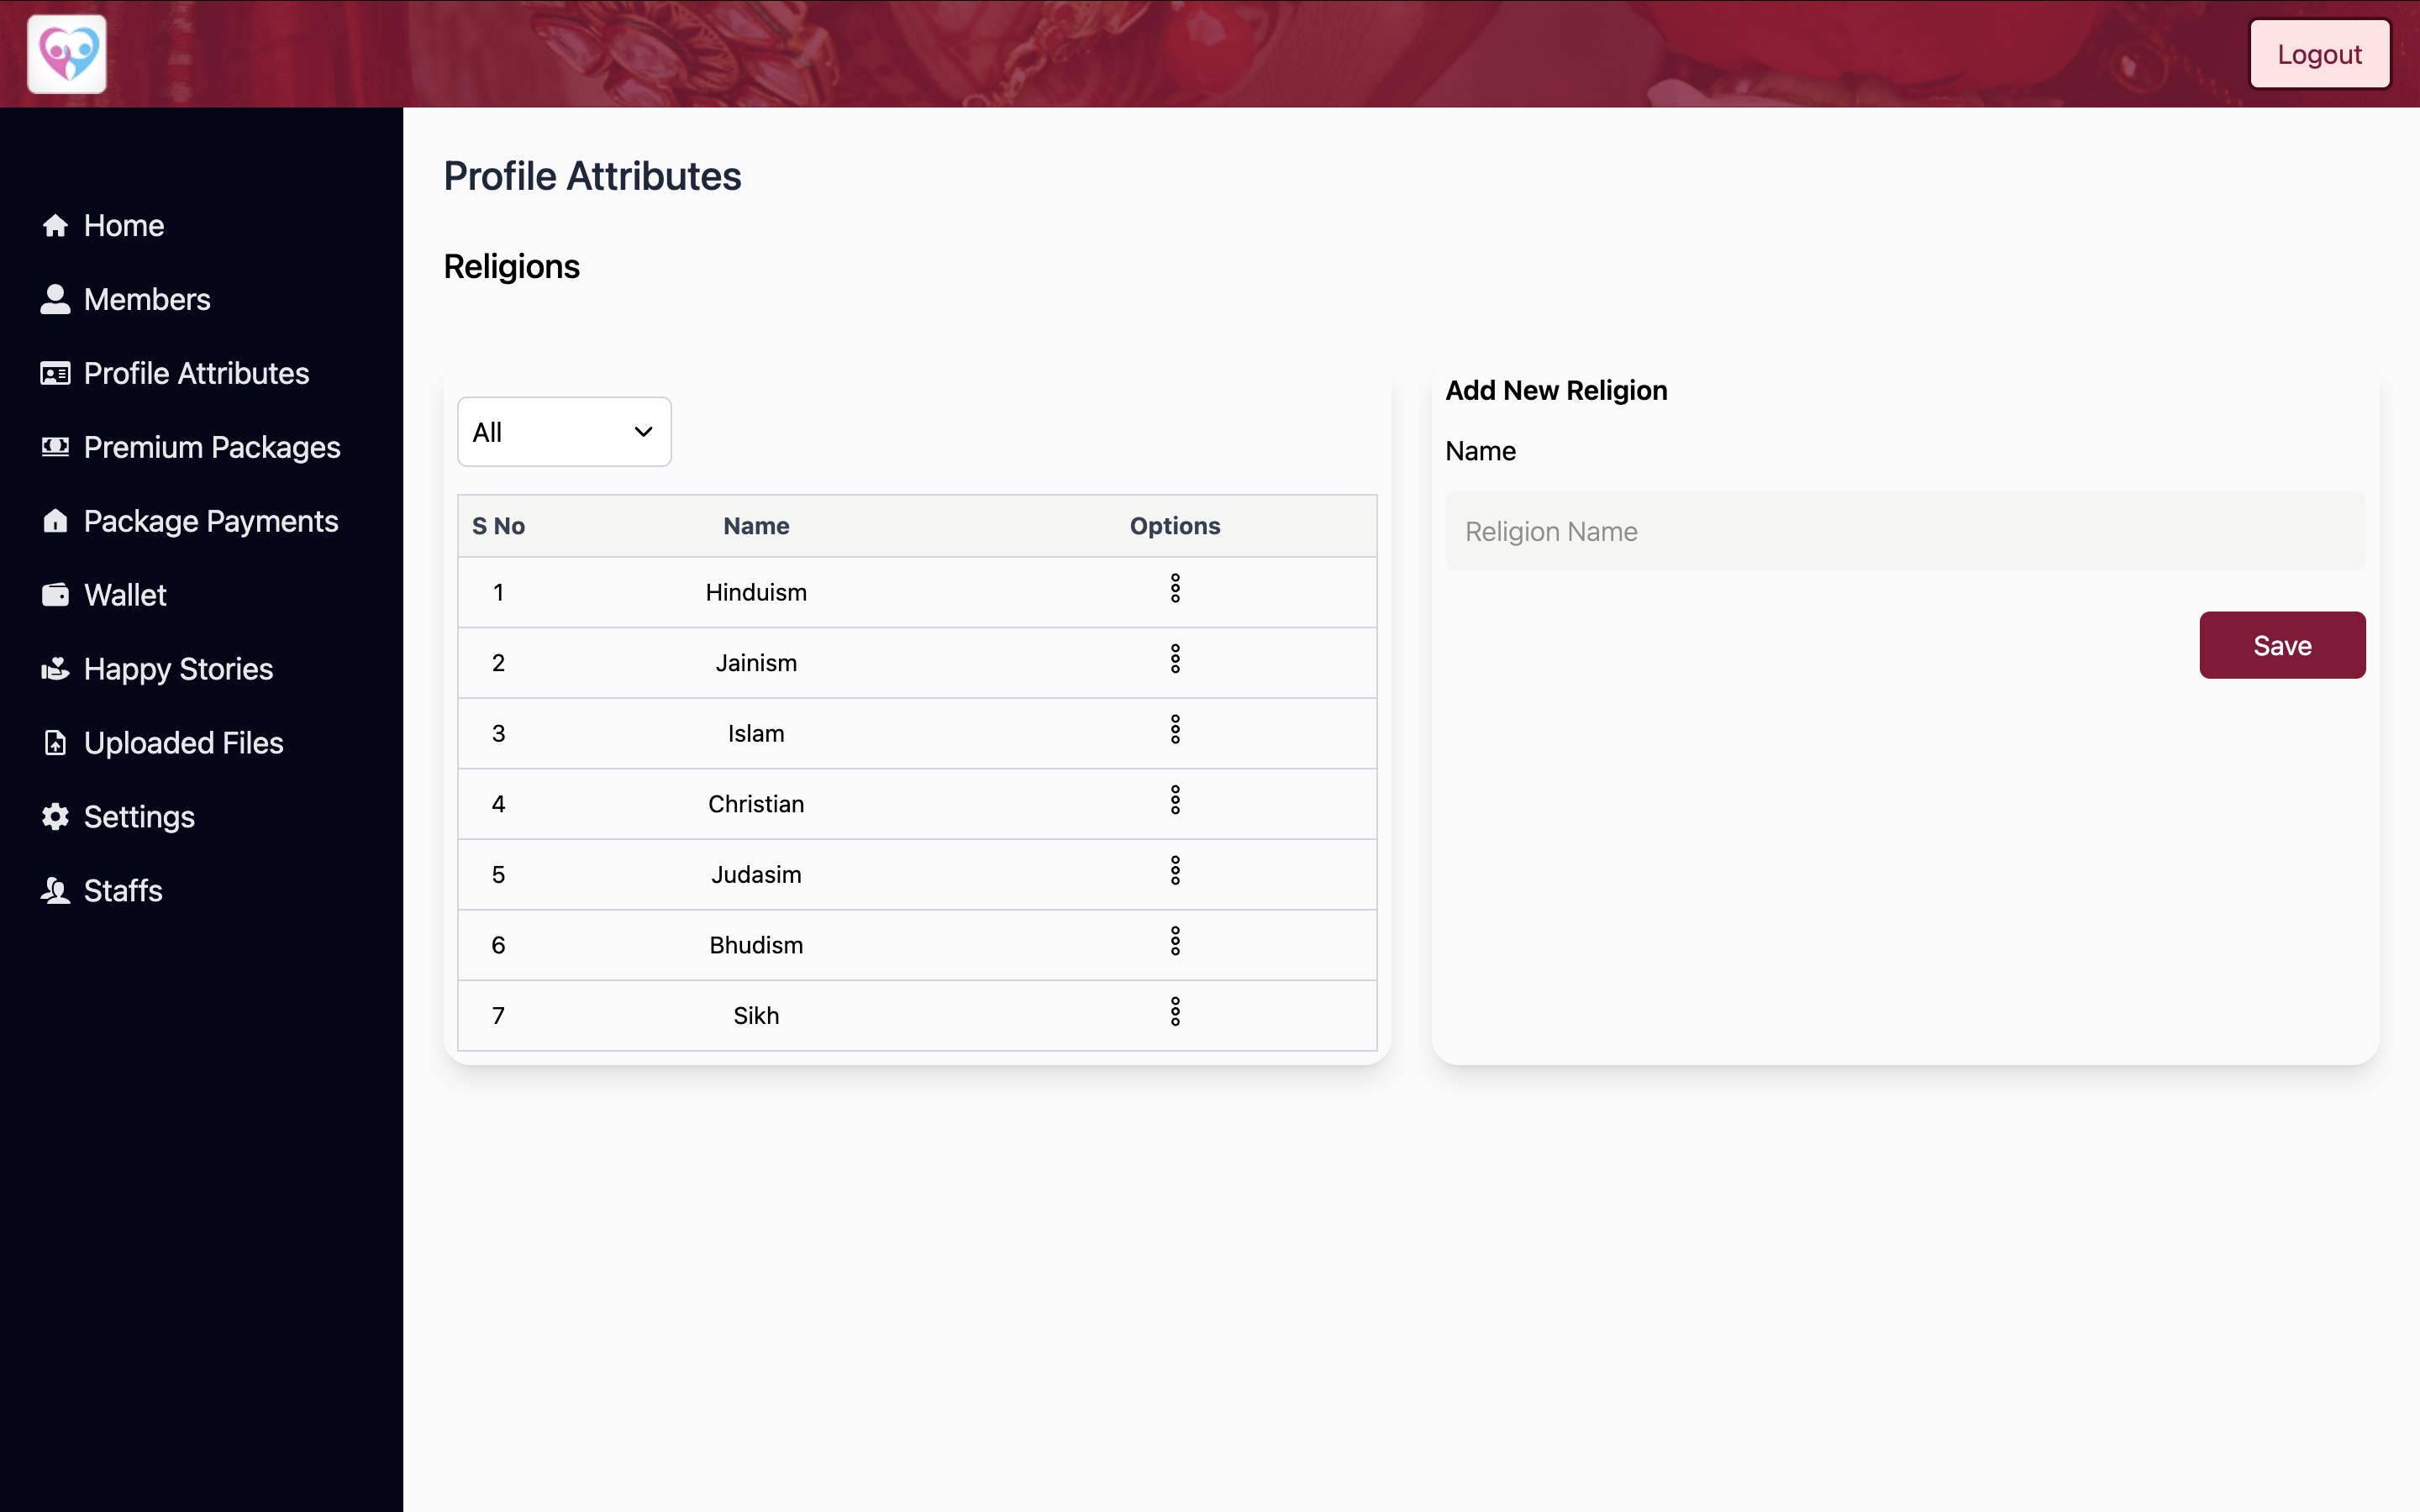 Logout
Home
Members
Profile Attributes
Premium Packages
Package Payments
Wallet
Happy Stories
Uploaded Files
Settings
Staffs
Profile Attributes
Religions
All
S No Name Options
1 Hinduism
2 Jainism
3 Islam
4 Christian
5 Judasim
6 Bhudism
7 Sikh
Add New Religion
Name
Religion Name
Save